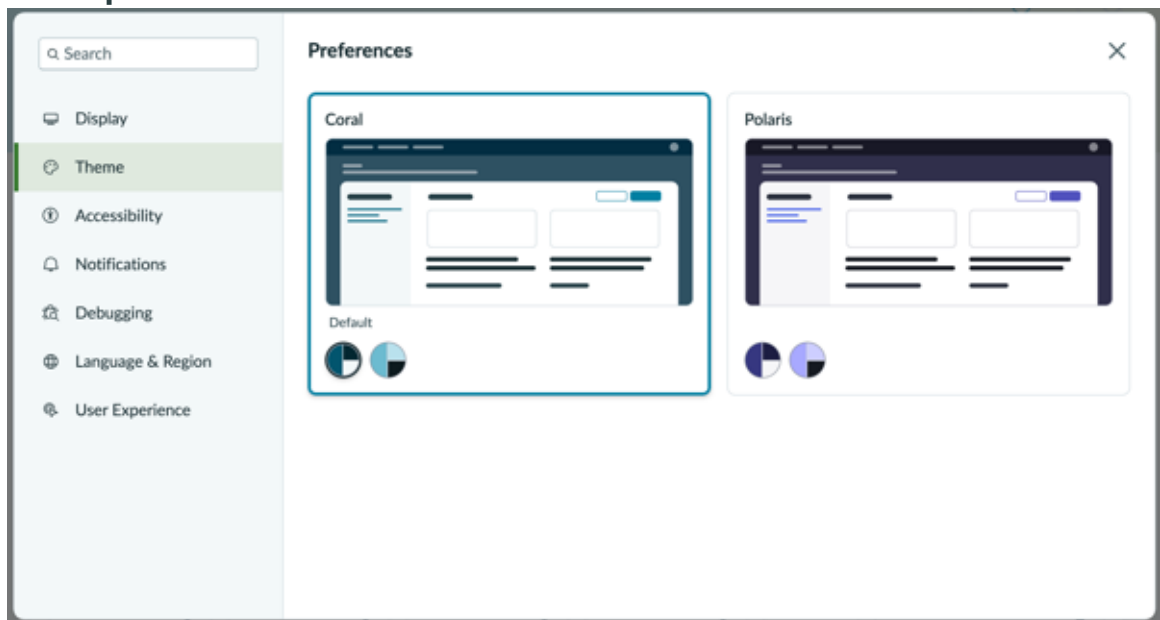 Search
Preferences
Display
Theme
Accessibility
Notifications
Debugging
Language & Region
User Experience
Coral
Default
Polaris